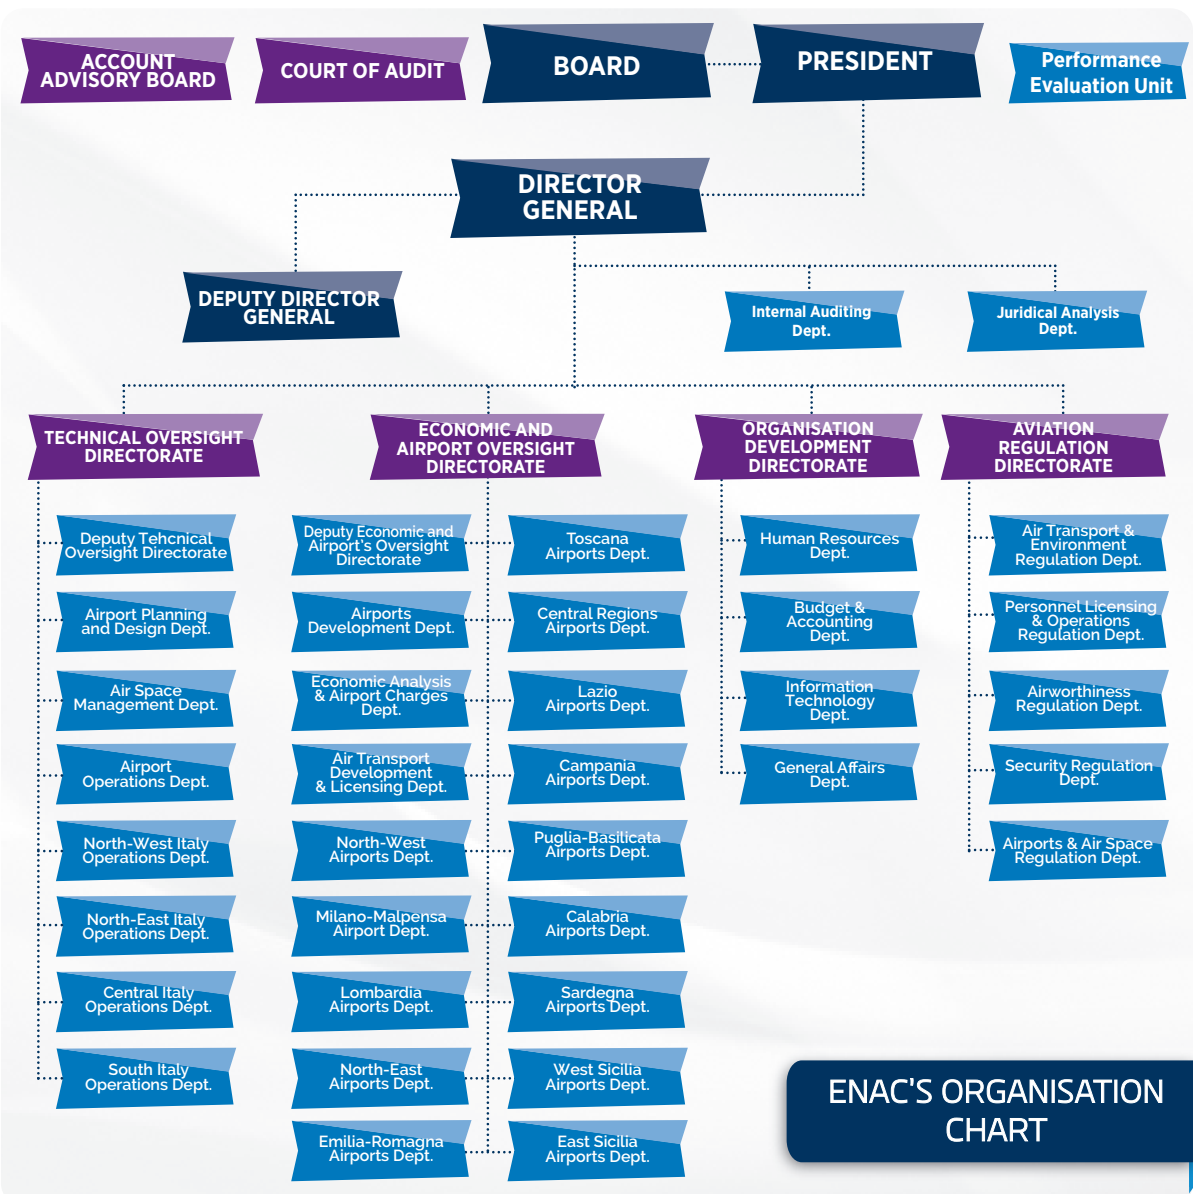 ACCOUNT
ADVISORY BOARD
COURT OF AUDIT
BOARD
PRESIDENT
Performance
Evaluation Unit
DIRECTOR
GENERAL
DEPUTY DIRECTOR
GENERAL
Internal Auditing
Dept.
Juridical Analysis
Dept.
TECHNICAL OVERSIGHT
DIRECTORATE
ECONOMIC AND
AIRPORT OVERSIGHT
DIRECTORATE
ORGANISATION
DEVELOPMENT
DIRECTORATE
AVIATION
REGULATION
DIRECTORATE
Deputy Tehcnical
Oversight Directorate
Airport Planning
and Design Dept.
Air Space
Management Dept.
Airport
Operations Dept.
North-West Italy
Operations Dept.
North-East Italy
Operations Dept.
Central Italy
Operations Dept.
South Italy
Operations Dept.
Deputy Economic and
Airport's Oversight
Directorate
Airports
Development Dept.
Economic Analysis
& Airport Charges
Dept.
Air Transport
Development
& Licensing Dept.
North-West
Airports Dept.
Milano-Malpensa
Airport Dept.
Lombardia
Airports Dept.
North-East
Airports Dept.
Emilia-Romagna
Airports Dept.
Toscana
Airports Dept.
Central Regions
Airports Dept.
Lazio
Airports Dept.
Campania
Airports Dept.
Puglia-Basilicata
Airports Dept.
Calabria
Airports Dept.
Sardegna
Airports Dept.
West Sicilia
Airports Dept.
East Sicilia
Airports Dept.
Human Resources
Dept.
Budget &
Accounting
Dept.
Information
Technology
Dept.
General Affairs
Dept.
Air Transport &
Environment
Regulation Dept.
Personnel Licensing
& Operations
Regulation Dept.
Airworthiness
Regulation Dept.
Security Regulation
Dept.
Airports & Air Space
Regulation Dept.
ENAC'S ORGANISATION
CHART